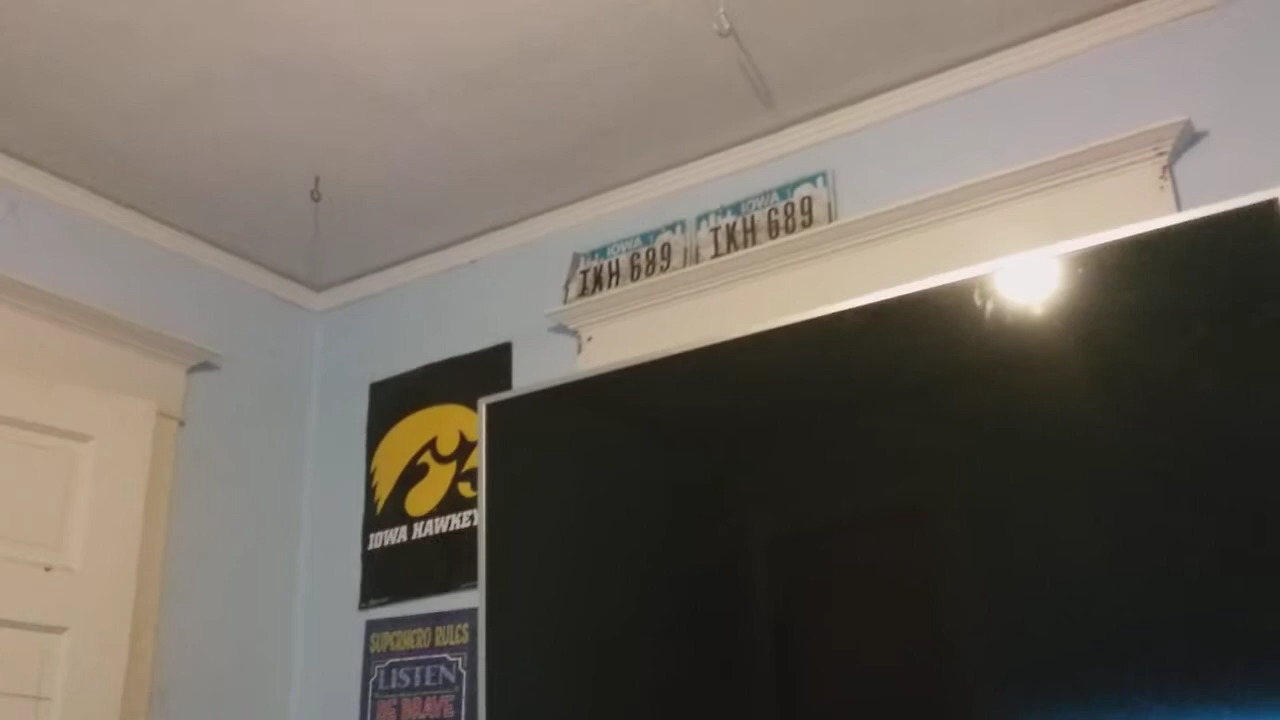 IOWA
IKH 689
IOWA
IKH 689
IOWA HAWKEY
SUPERHERO RULES
LISTEN
BE BRAVE